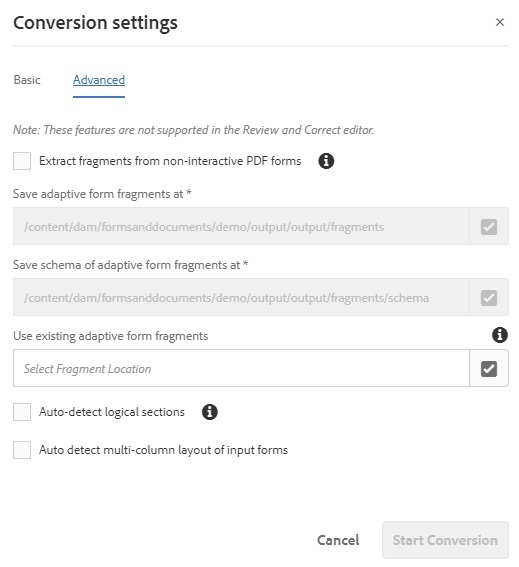 Conversion settings
Basic
Advanced
Note: These features are not supported in the Review and Correct editor.
Extract fragments from non-interactive PDF forms
Save adaptive form fragments at *
/content/dam/formsanddocuments/demo/output/output/fragments
Save schema of adaptive form fragments at *
/content/dam/formsanddocuments/demo/output/output/fragments/schema
Use existing adaptive form fragments
Select Fragment Location
Auto-detect logical sections
Auto detect multi-column layout of input forms
Cancel
Start Conversion